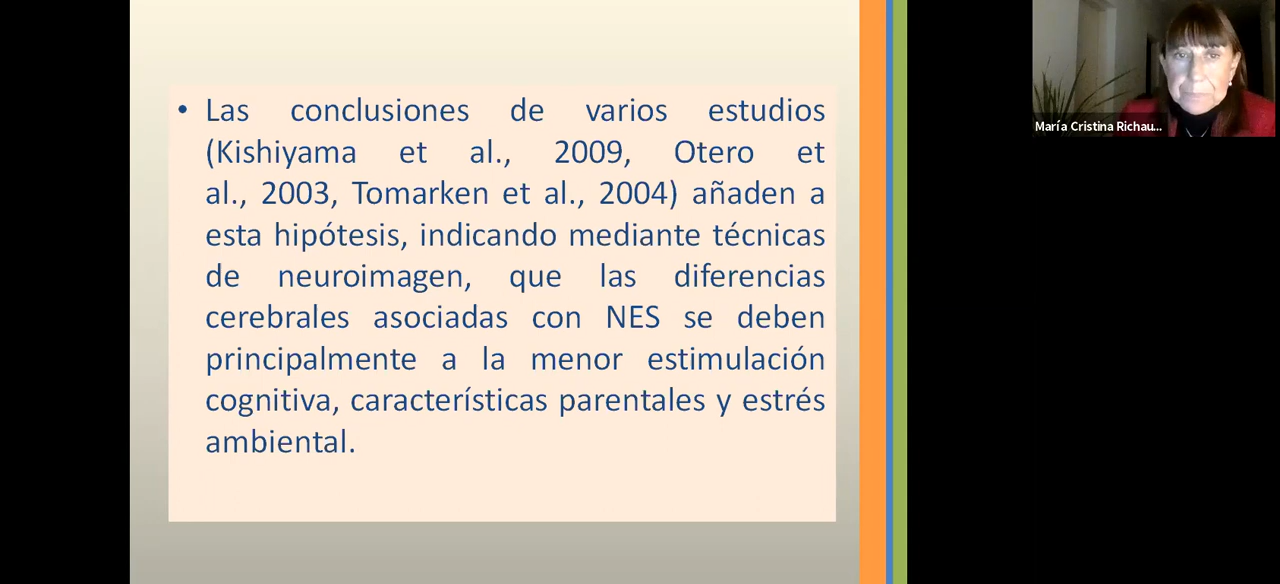 • Las conclusiones de varios estudios
(Kishiyama et al., 2009, Otero et
al., 2003, Tomarken et al., 2004) añaden a
esta hipótesis, indicando mediante técnicas
de neuroimagen, que las diferencias
cerebrales asociadas con NES se deben
principalmente a la menor estimulación
cognitiva, características parentales y estrés
ambiental.
María Cristina Richau...